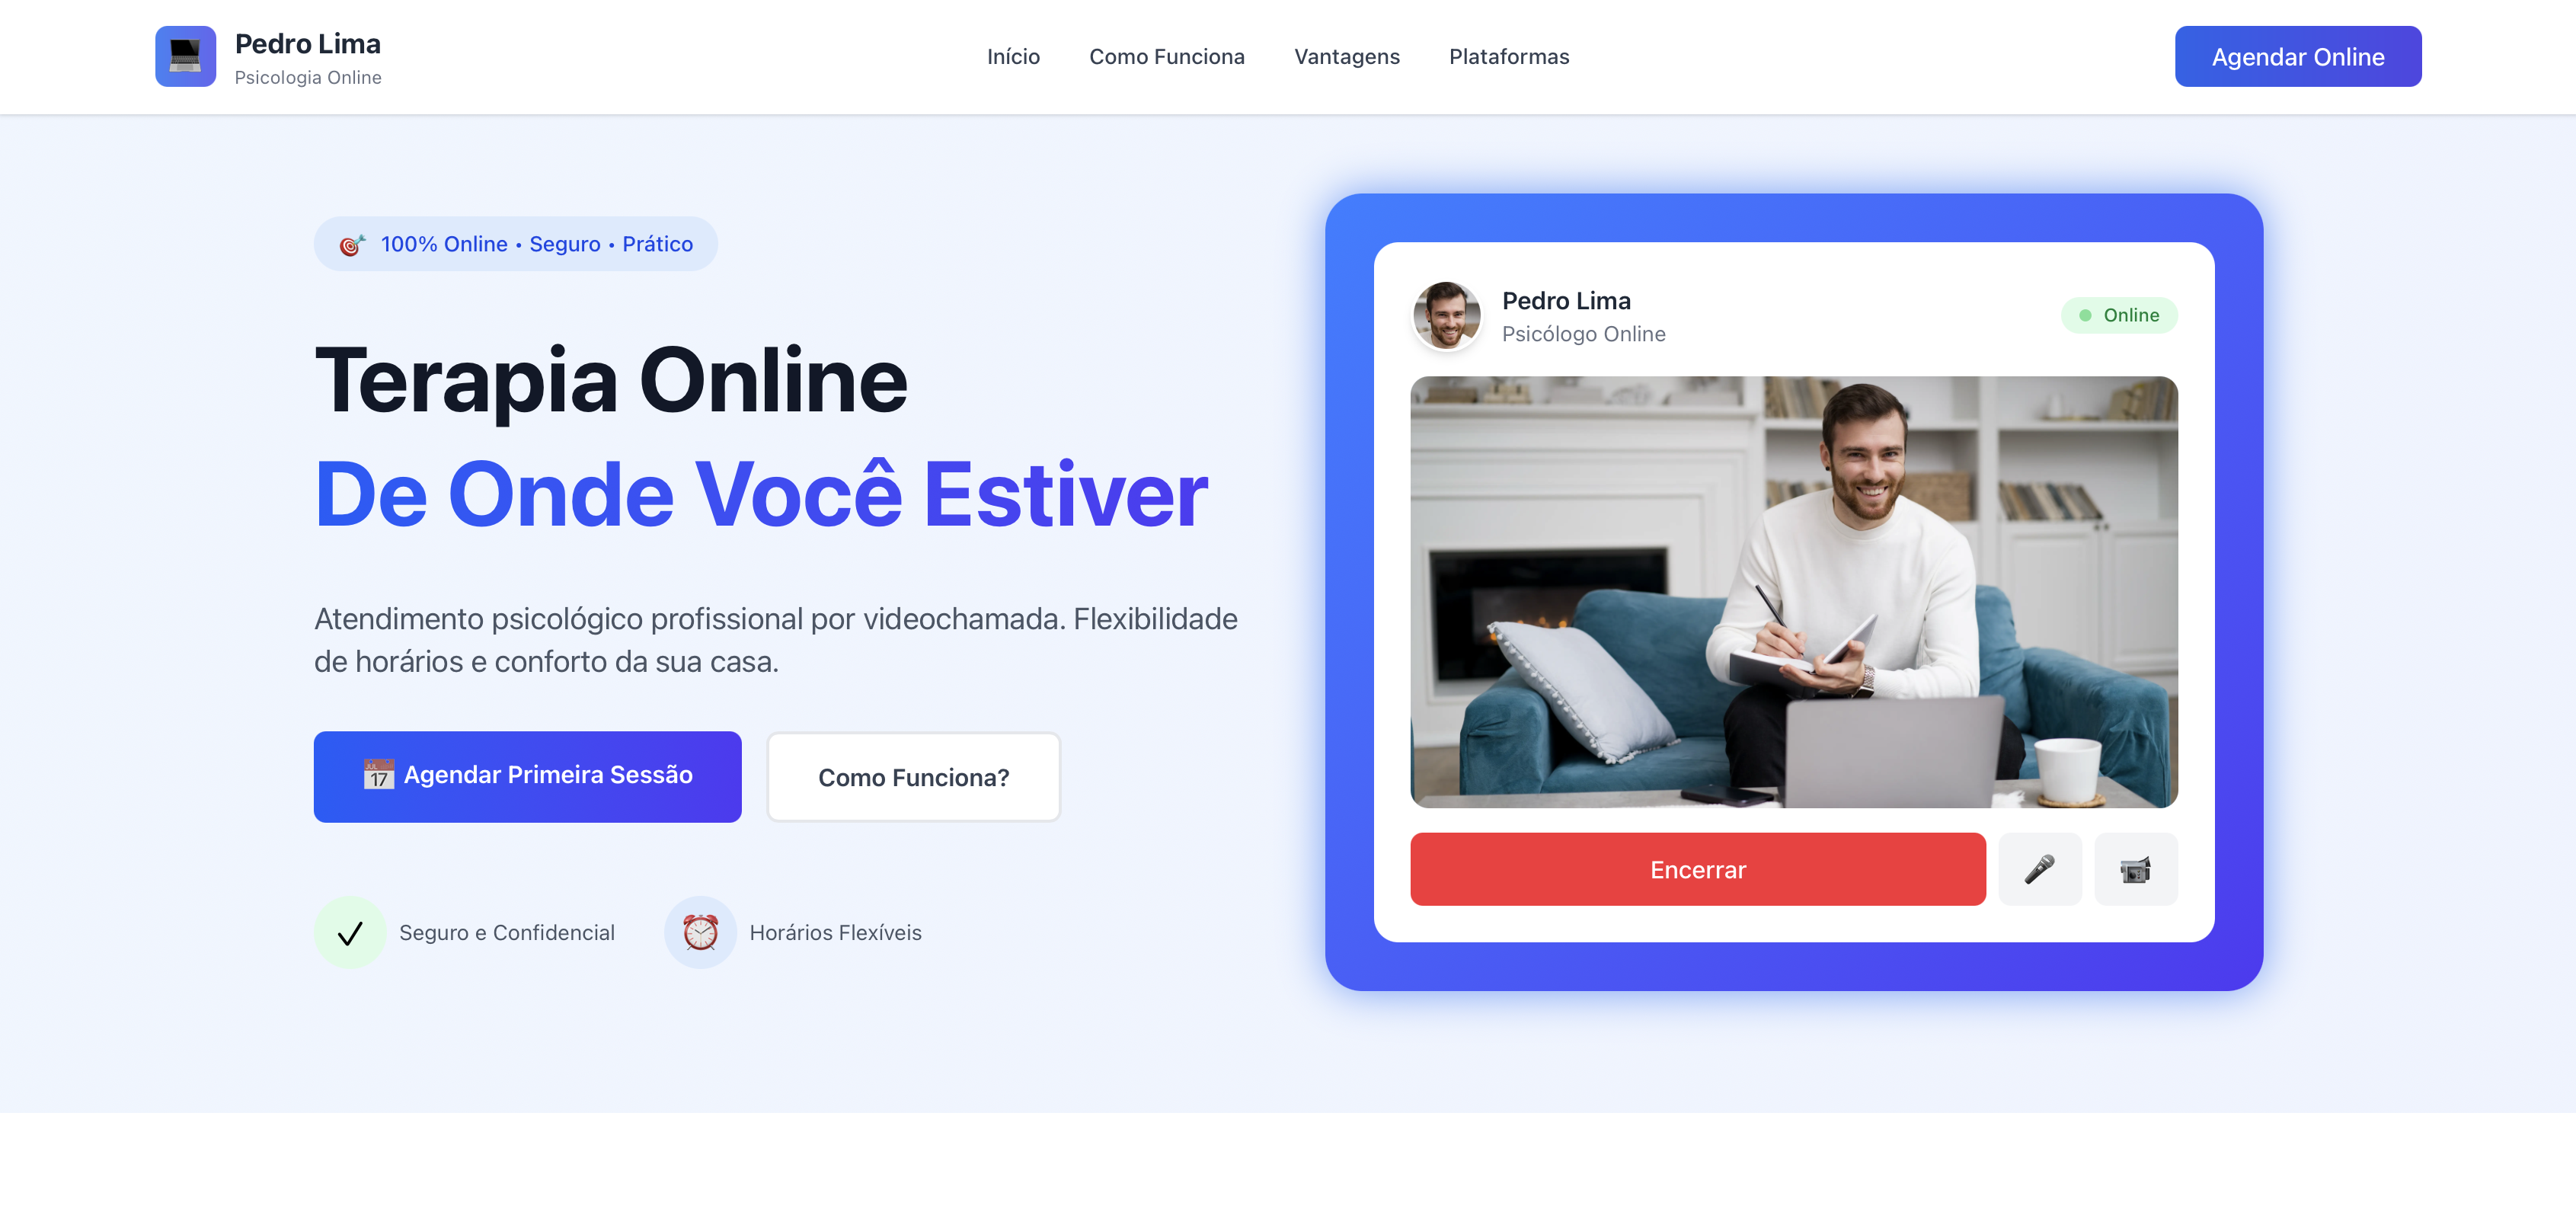 Pedro Lima
Psicologia Online
Início
Como Funciona
Vantagens
Plataformas
Agendar Online
100% Online • Seguro • Prático
Terapia Online
De Onde Você Estiver
Atendimento psicológico profissional por videochamada. Flexibilidade
de horários e conforto da sua casa.
JUL
17
Agendar Primeira Sessão
Como Funciona?
Seguro e Confidencial
Horários Flexíveis
Pedro Lima
Psicólogo Online
Online
Encerrar